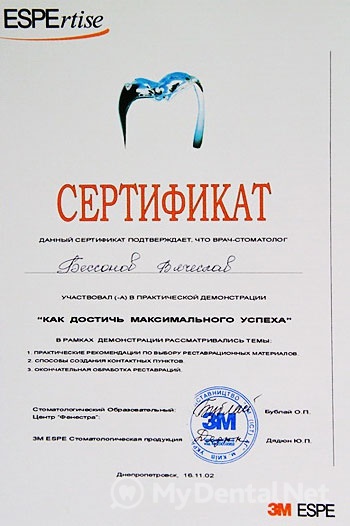 ESPErtise
СЕРТИФИКАТ
ДАННЫЙ СЕРТИФИКАТ ПОДТВЕРЖДАЕТ, ЧТО ВРАЧ-СТОМАТОЛОГ
Бессонов Вячеслав
УЧАСТВОВАЛ (-А) В ПРАКТИЧЕСКОЙ ДЕМОНСТРАЦИИ
"КАК ДОСТИЧЬ МАКСИМАЛЬНОГО УСПЕХА"
В РАМКАХ ДЕМОНСТРАЦИИ РАССМАТРИВАЛИСЬ ТЕМЫ:
1. ПРАКТИЧЕСКИЕ РЕКОМЕНДАЦИИ ПО ВЫБОРУ РЕСТАВРАЦИОННЫХ МАТЕРИАЛОВ.
2. СПОСОБЫ СОЗДАНИЯ КОНТАКТНЫХ ПУНКТОВ.
3. ОКОНЧАТЕЛЬНАЯ ОБРАБОТКА РЕСТАВРАЦИЙ.
Стоматологический Образовательный Центр "Фанестра": Бублай О.П.
3М ESPE Стоматологическая продукция Дядюн Ю.П.
3M
Днепропетровск, 16.11.02
MyDentalNet
3M ESPE